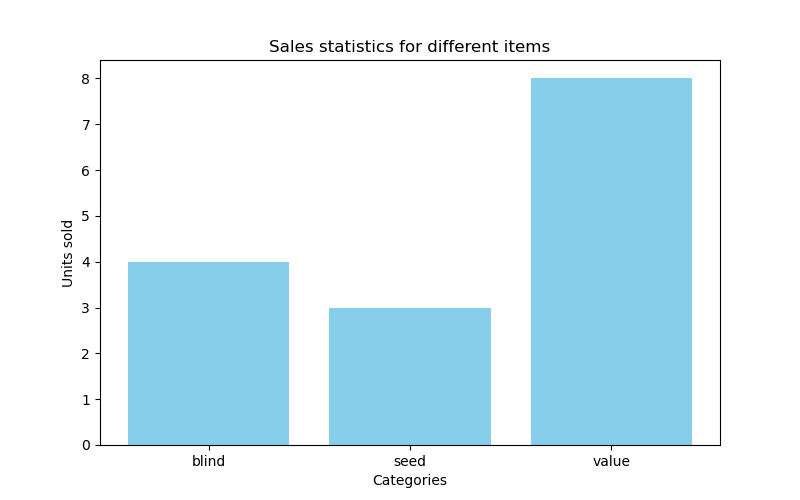 Sales statistics for different items
Units sold
8
7
6
5
4
3
2
1
0
blind seed value
Categories